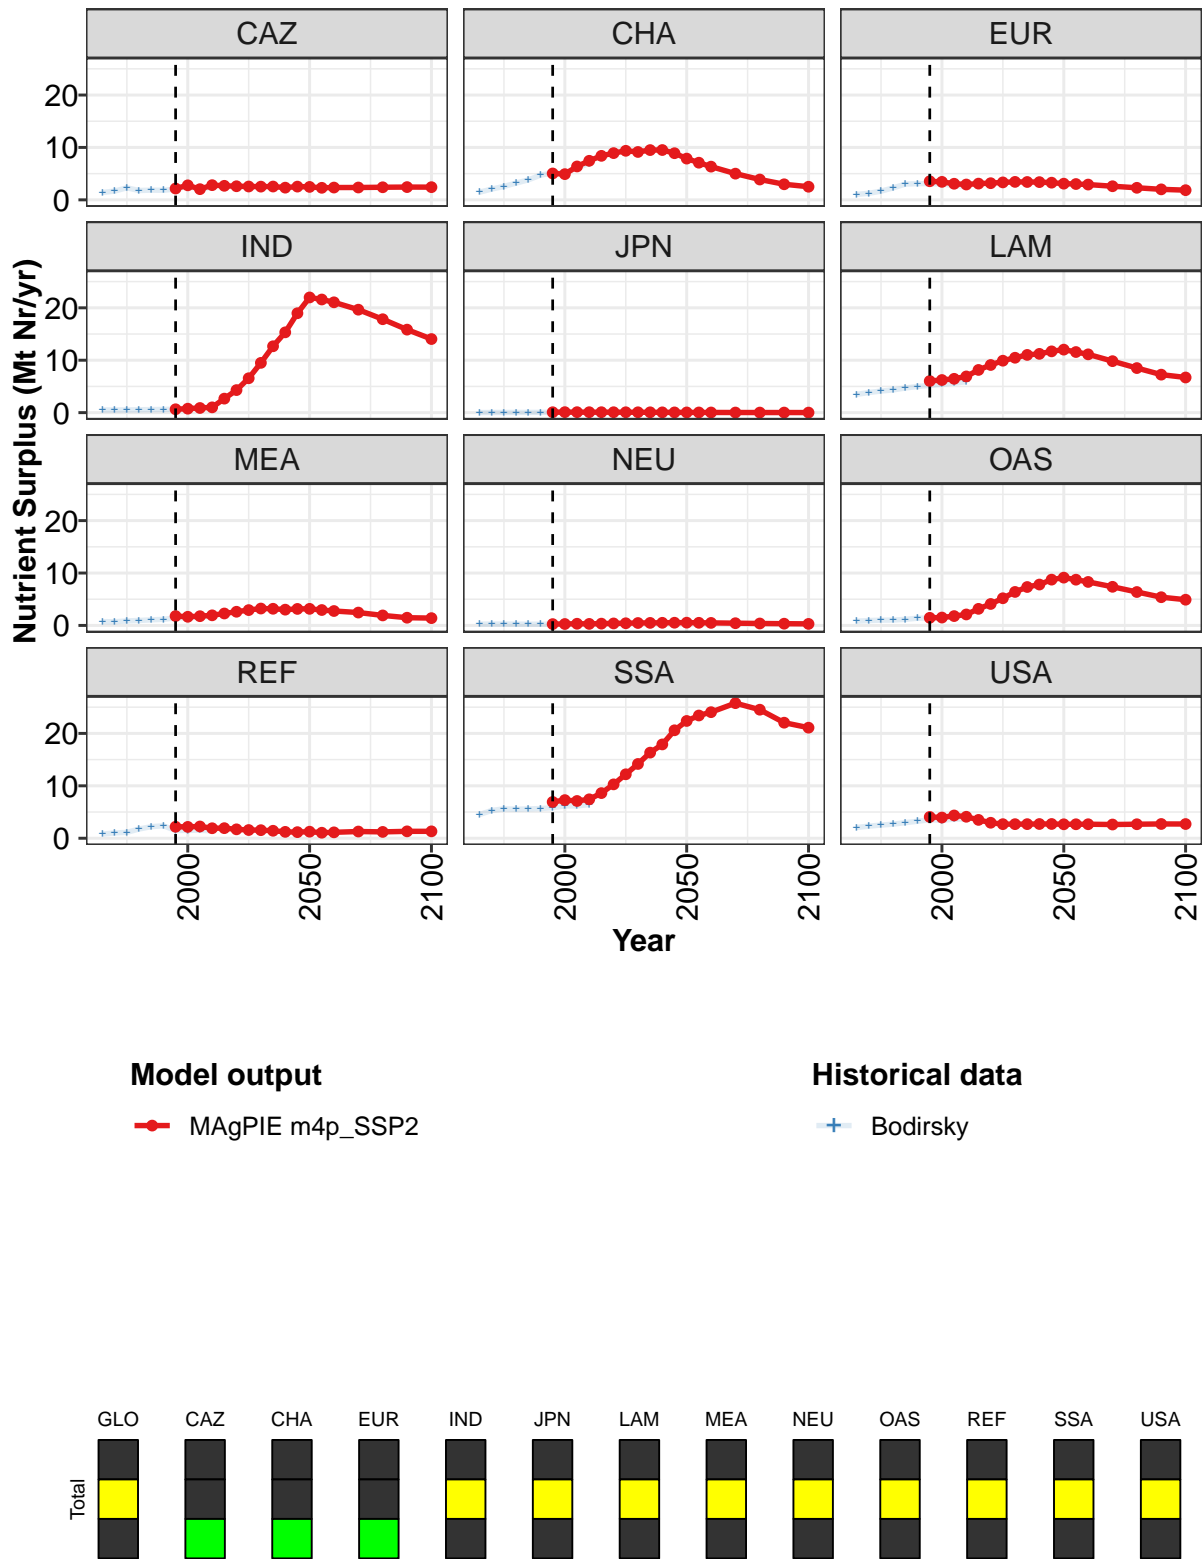 CAZ CHA EUR
20
10
0
IND JPN LAM
20
10
0
MEA NEU OAS
20
10
0
REF SSA USA
20
10
0
Nutrient Surplus (Mt Nr/yr)
2000 2050 2100 2000 2050 2100 2000 2050 2100
Year
Model output Historical data
MAgPIE m4p_SSP2 Bodirsky
GLO CAZ CHA EUR IND JPN LAM MEA NEU OAS REF SSA USA
Total